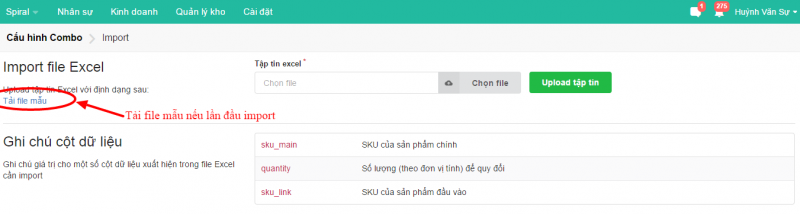 Spiral Nhân sự Kinh doanh Quản lý kho Cài đặt 1 275 Huỳnh Văn Sự
Cấu hình Combo Import
Import file Excel
Upload tập tin Excel với định dạng sau:
Tải file mẫu
Tập tin excel *
Chọn file Chọn file Upload tập tin
Tải file mẫu nếu lần đầu import
Ghi chú cột dữ liệu
Ghi chú giá trị cho một số cột dữ liệu xuất hiện trong file Excel
cần import
sku_main SKU của sản phẩm chính
quantity Số lượng (theo đơn vị tính) để quy đổi
sku_link SKU của sản phẩm đầu vào